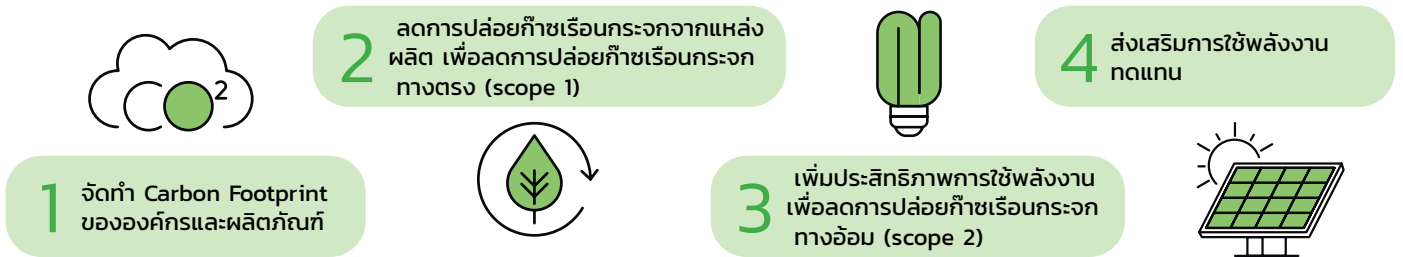 2
1
จัดทำ Carbon Footprint
ขององค์กรและผลิตภัณฑ์
2
ลดการปล่อยก๊าซเรือนกระจกจากแหล่ง
ผลิต เพื่อลดการปล่อยก๊าซเรือนกระจก
ทางตรง (scope 1)
3
เพิ่มประสิทธิภาพการใช้พลังงาน
เพื่อลดการปล่อยก๊าซเรือนกระจก
ทางอ้อม (scope 2)
4
ส่งเสริมการใช้พลังงาน
ทดแทน